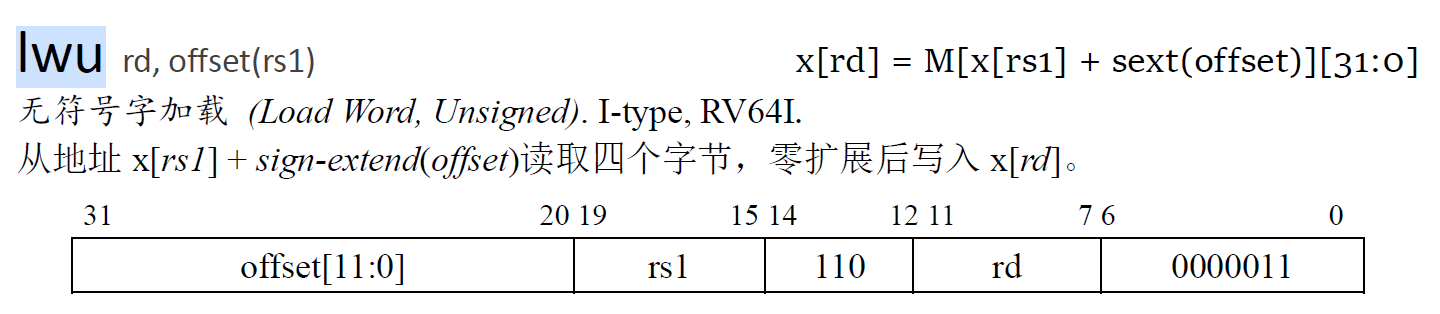 lwu rd, offset(rs1) x[rd] = M[x[rs1] + sext(offset)][31:0]
无符号字加载 (Load Word, Unsigned). I-type, RV64I.
从地址 x[rs1] + sign-extend(offset)读取四个字节，零扩展后写入 x[rd]。
31 20 19 15 14 12 11 7 6 0
offset[11:0] rs1 110 rd 0000011